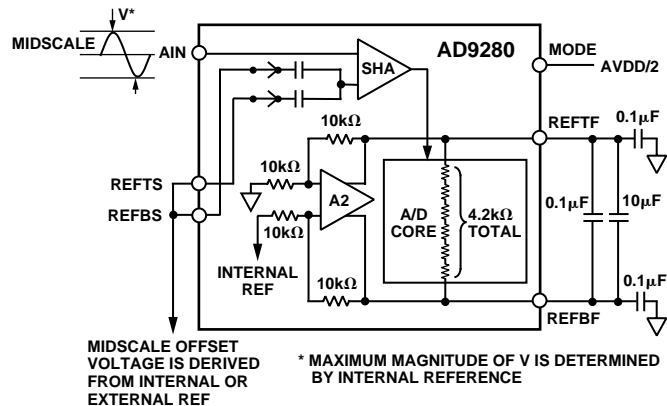 V*
MIDSCALE
AIN
SHA
AD9280
MODE
AVDD/2
10kΩ
REFTF
0.1µF
10kΩ
REFTS
REFBS
A2
A/D
CORE
4.2kΩ
TOTAL
0.1µF
10µF
10kΩ
INTERNAL
REF
10kΩ
0.1µF
REFBF
MIDSCALE OFFSET
VOLTAGE IS DERIVED
FROM INTERNAL OR
EXTERNAL REF
* MAXIMUM MAGNITUDE OF V IS DETERMINED
BY INTERNAL REFERENCE